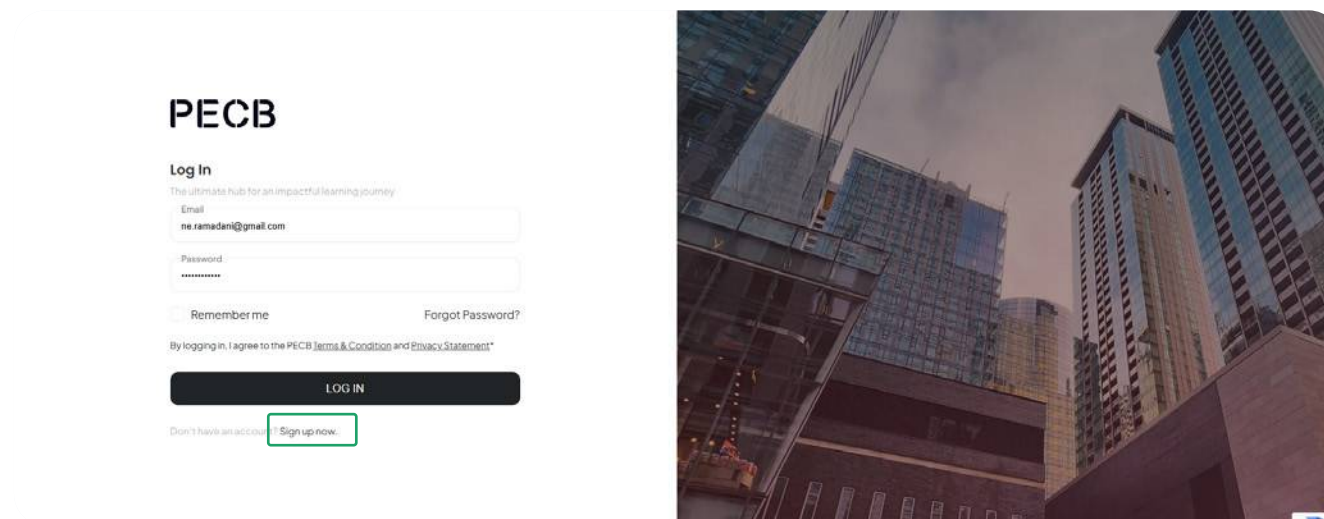 PECB
Log In
The ultimate hub for an impactful learning journey
Email
ne.ramadani@gmail.com
Password
••••••••••••
Remember me Forgot Password?
By logging in, I agree to the PECB Terms & Condition and Privacy Statement*
LOG IN
Don't have an account? Sign up now.